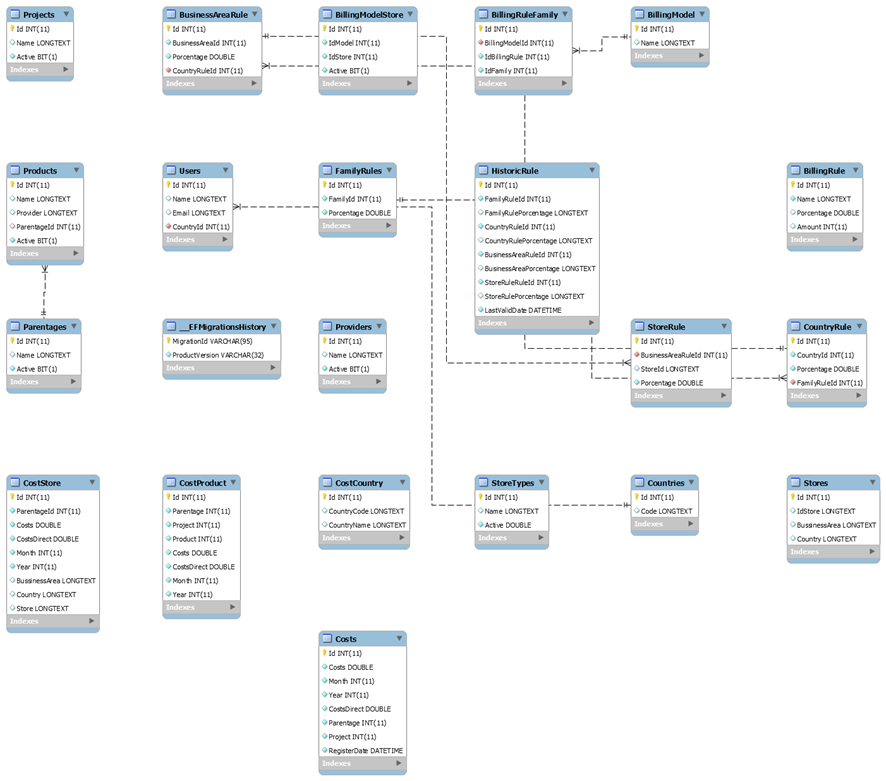 Projects
Id INT(11)
Name LONGTEXT
Active BIT(1)
Indexes
BusinessAreaRule
Id INT(11)
BusinessAreaId INT(11)
Porcentage DOUBLE
CountryRuleId INT(11)
Indexes
BillingModelStore
Id INT(11)
IdModel INT(11)
IdStore INT(11)
Active BIT(1)
Indexes
BillingRuleFamily
Id INT(11)
BillingModelId INT(11)
IdBillingRule INT(11)
IdFamily INT(11)
Indexes
BillingModel
Id INT(11)
Name LONGTEXT
Indexes
Products
Id INT(11)
Name LONGTEXT
Provider LONGTEXT
ParentageId INT(11)
Active BIT(1)
Indexes
Users
Id INT(11)
Name LONGTEXT
Email LONGTEXT
CountryId INT(11)
Indexes
FamilyRules
Id INT(11)
FamilyId INT(11)
Porcentage DOUBLE
Indexes
HistoricRule
Id INT(11)
FamilyRuleId INT(11)
FamilyRulePorcentage LONGTEXT
CountryRuleId INT(11)
CountryRulePorcentage LONGTEXT
BusinessAreaRuleId INT(11)
BusinessAreaPorcentage LONGTEXT
StoreRuleRuleId INT(11)
StoreRulePorcentage LONGTEXT
LastValidDate DATETIME
Indexes
BillingRule
Id INT(11)
Name LONGTEXT
Porcentage DOUBLE
Amount INT(11)
Indexes
Parentages
Id INT(11)
Name LONGTEXT
Active BIT(1)
Indexes
__EFMigrationsHistory
MigrationId VARCHAR(95)
ProductVersion VARCHAR(32)
Indexes
Providers
Id INT(11)
Name LONGTEXT
Active BIT(1)
Indexes
StoreRule
Id INT(11)
BusinessAreaRuleId INT(11)
StoreId LONGTEXT
Porcentage DOUBLE
Indexes
CountryRule
Id INT(11)
CountryId INT(11)
Porcentage DOUBLE
FamilyRuleId INT(11)
Indexes
CostStore
Id INT(11)
ParentageId INT(11)
Costs DOUBLE
CostsDirect DOUBLE
Month INT(11)
Year INT(11)
BussinessArea LONGTEXT
Country LONGTEXT
Store LONGTEXT
Indexes
CostProduct
Id INT(11)
Parentage INT(11)
Project INT(11)
Product INT(11)
Costs DOUBLE
CostsDirect DOUBLE
Month INT(11)
Year INT(11)
Indexes
CostCountry
Id INT(11)
CountryCode LONGTEXT
CountryName LONGTEXT
Indexes
StoreTypes
Id INT(11)
Name LONGTEXT
Active DOUBLE
Indexes
Countries
Id INT(11)
Code LONGTEXT
Indexes
Stores
Id INT(11)
IdStore LONGTEXT
BussinessArea LONGTEXT
Country LONGTEXT
Indexes
Costs
Id INT(11)
Costs DOUBLE
Month INT(11)
Year INT(11)
CostsDirect DOUBLE
Parentage INT(11)
Project INT(11)
RegisterDate DATETIME
Indexes